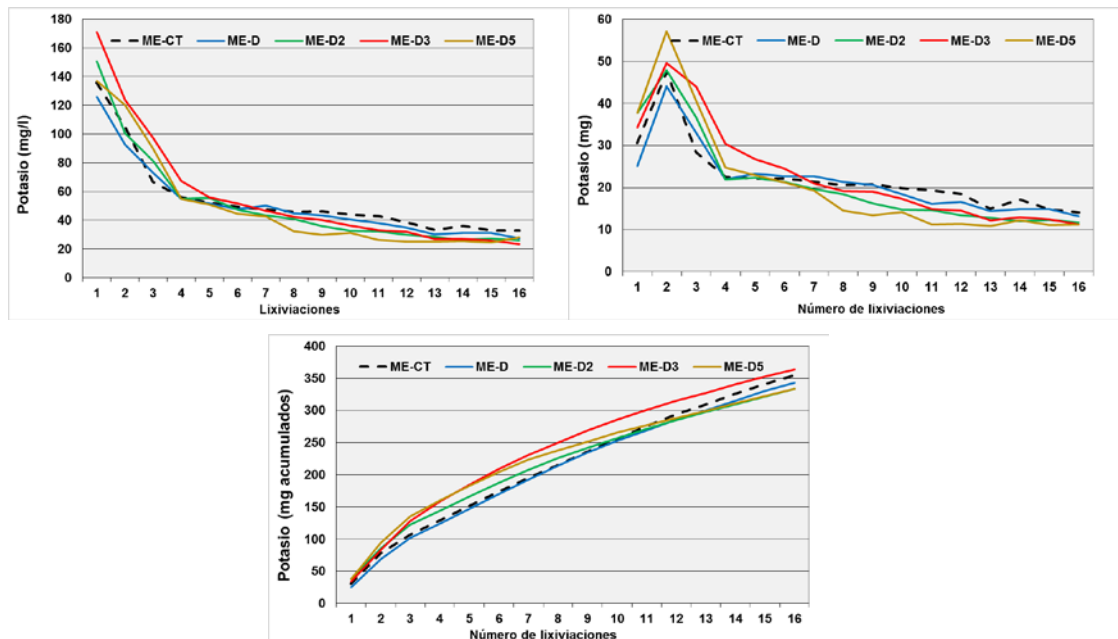 180
160
140
120
100
80
60
40
20
0
Potasio (mg/l)
ME-CT ME-D ME-D2 ME-D3 ME-D5
1 2 3 4 5 6 7 8 9 10 11 12 13 14 15 16
Lixiviaciones
60
50
40
30
20
10
0
Potasio (mg)
ME-CT ME-D ME-D2 ME-D3 ME-D5
1 2 3 4 5 6 7 8 9 10 11 12 13 14 15 16
Número de lixiviaciones
400
350
300
250
200
150
100
50
0
Potasio (mg acumulados)
ME-CT ME-D ME-D2 ME-D3 ME-D5
1 2 3 4 5 6 7 8 9 10 11 12 13 14 15 16
Número de lixiviaciones